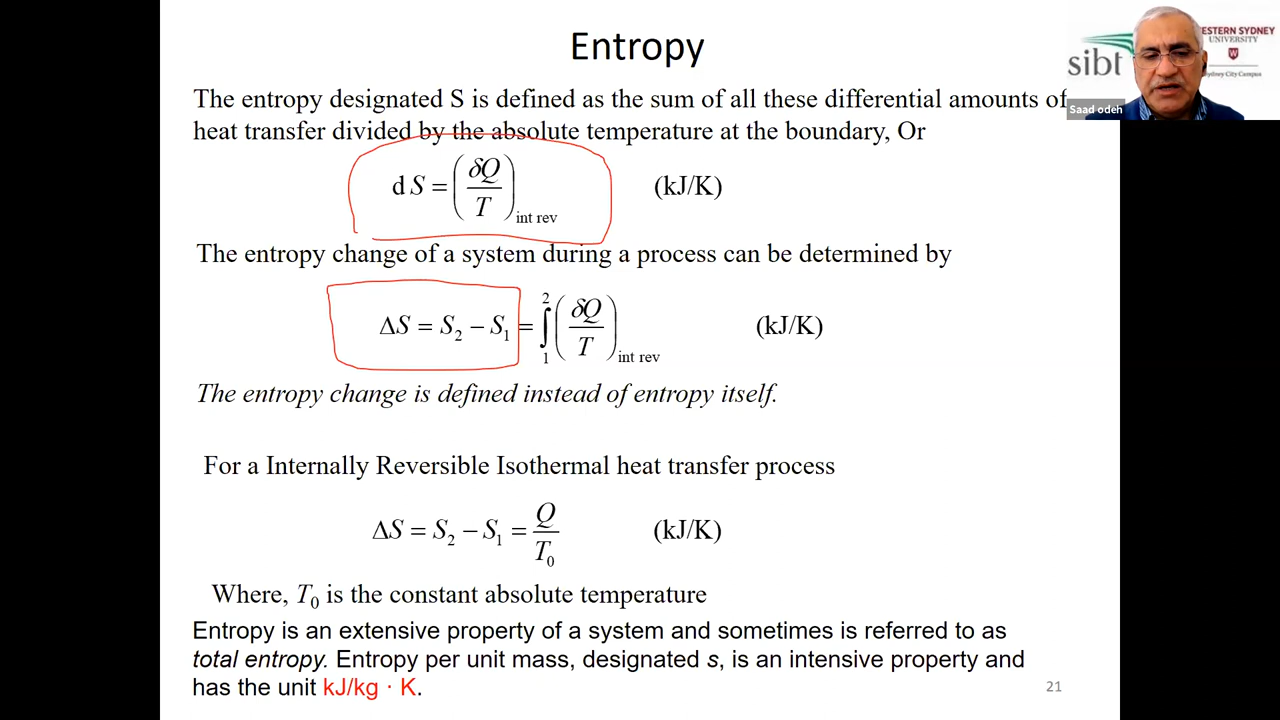 Entropy
ESTERN SYDNEY
UNIVERSITY
W
sibt
ydney City Campus
Saad odeh
The entropy designated S is defined as the sum of all these differential amounts of
heat transfer divided by the absolute temperature at the boundary, Or
dS = (δQ/T)int rev (kJ/K)
The entropy change of a system during a process can be determined by
ΔS = S₂ − S₁ = ∫₁² (δQ/T)int rev (kJ/K)
The entropy change is defined instead of entropy itself.
For a Internally Reversible Isothermal heat transfer process
ΔS = S₂ − S₁ = Q/T₀ (kJ/K)
Where, T₀ is the constant absolute temperature
Entropy is an extensive property of a system and sometimes is referred to as
total entropy. Entropy per unit mass, designated s, is an intensive property and
has the unit kJ/kg · K.
21